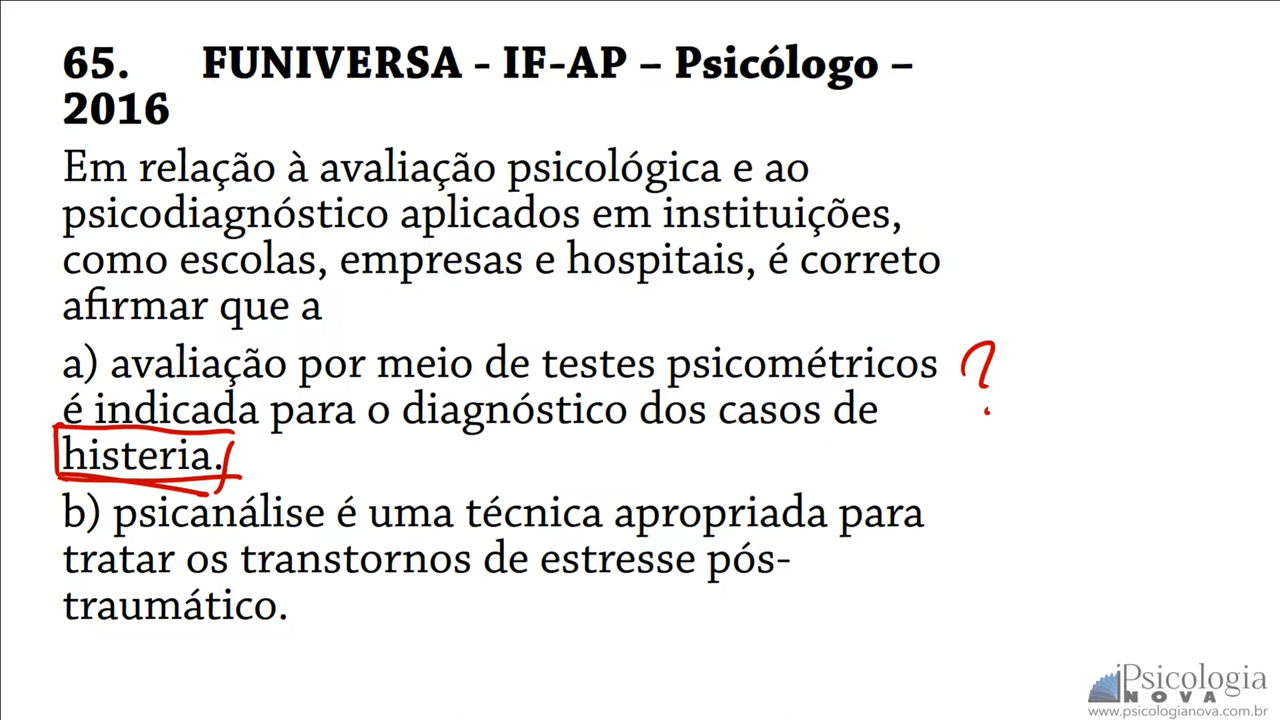 65. FUNIVERSA - IF-AP – Psicólogo –
2016
Em relação à avaliação psicológica e ao
psicodiagnóstico aplicados em instituições,
como escolas, empresas e hospitais, é correto
afirmar que a
a) avaliação por meio de testes psicométricos
?
é indicada para o diagnóstico dos casos de
histeria.
b) psicanálise é uma técnica apropriada para
tratar os transtornos de estresse pós-
traumático.
Psicologia
NOVA
www.psicologianova.com.br